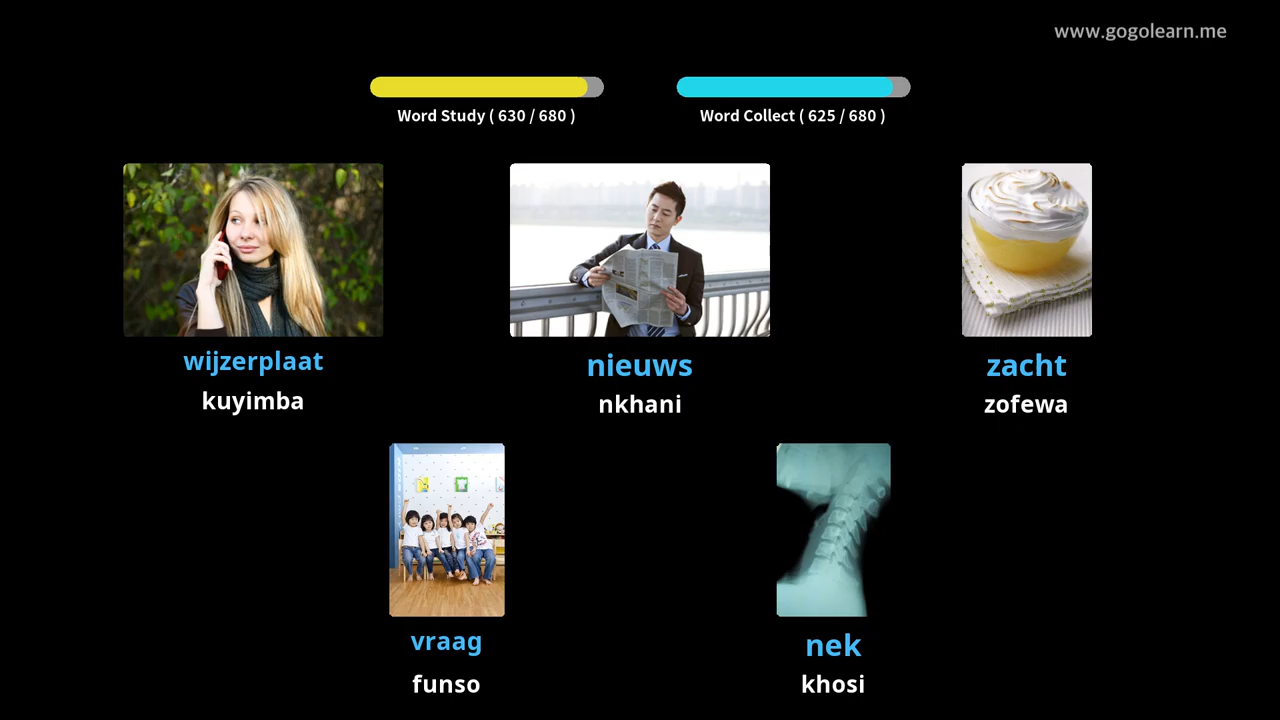 www.gogolearn.me
Word Study ( 630 / 680 )
Word Collect ( 625 / 680 )
wijzerplaat
kuyimba
nieuws
nkhani
zacht
zofewa
vraag
funso
nek
khosi